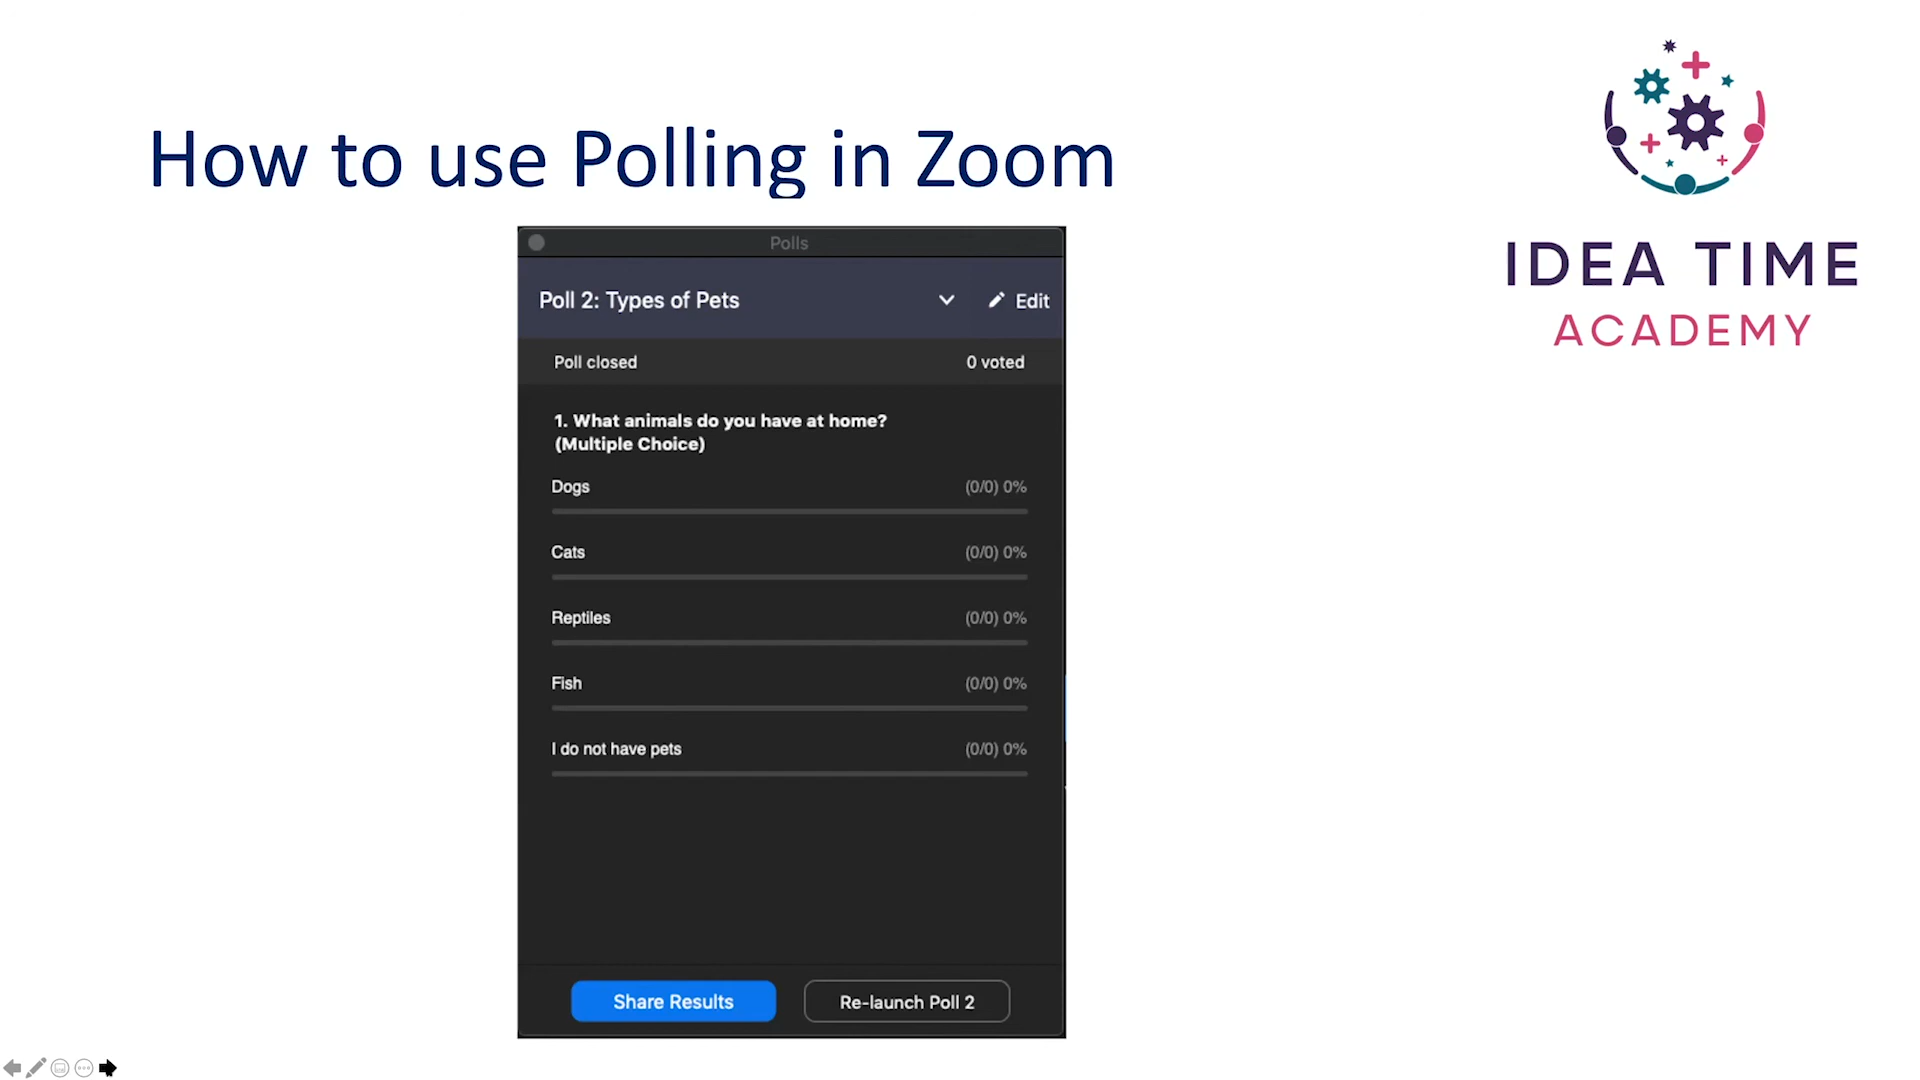 How to use Polling in Zoom
IDEA TIME
ACADEMY
Polls
Poll 2: Types of Pets
Edit
Poll closed
0 voted
1. What animals do you have at home?
(Multiple Choice)
Dogs
(0/0) 0%
Cats
(0/0) 0%
Reptiles
(0/0) 0%
Fish
(0/0) 0%
I do not have pets
(0/0) 0%
Share Results
Re-launch Poll 2